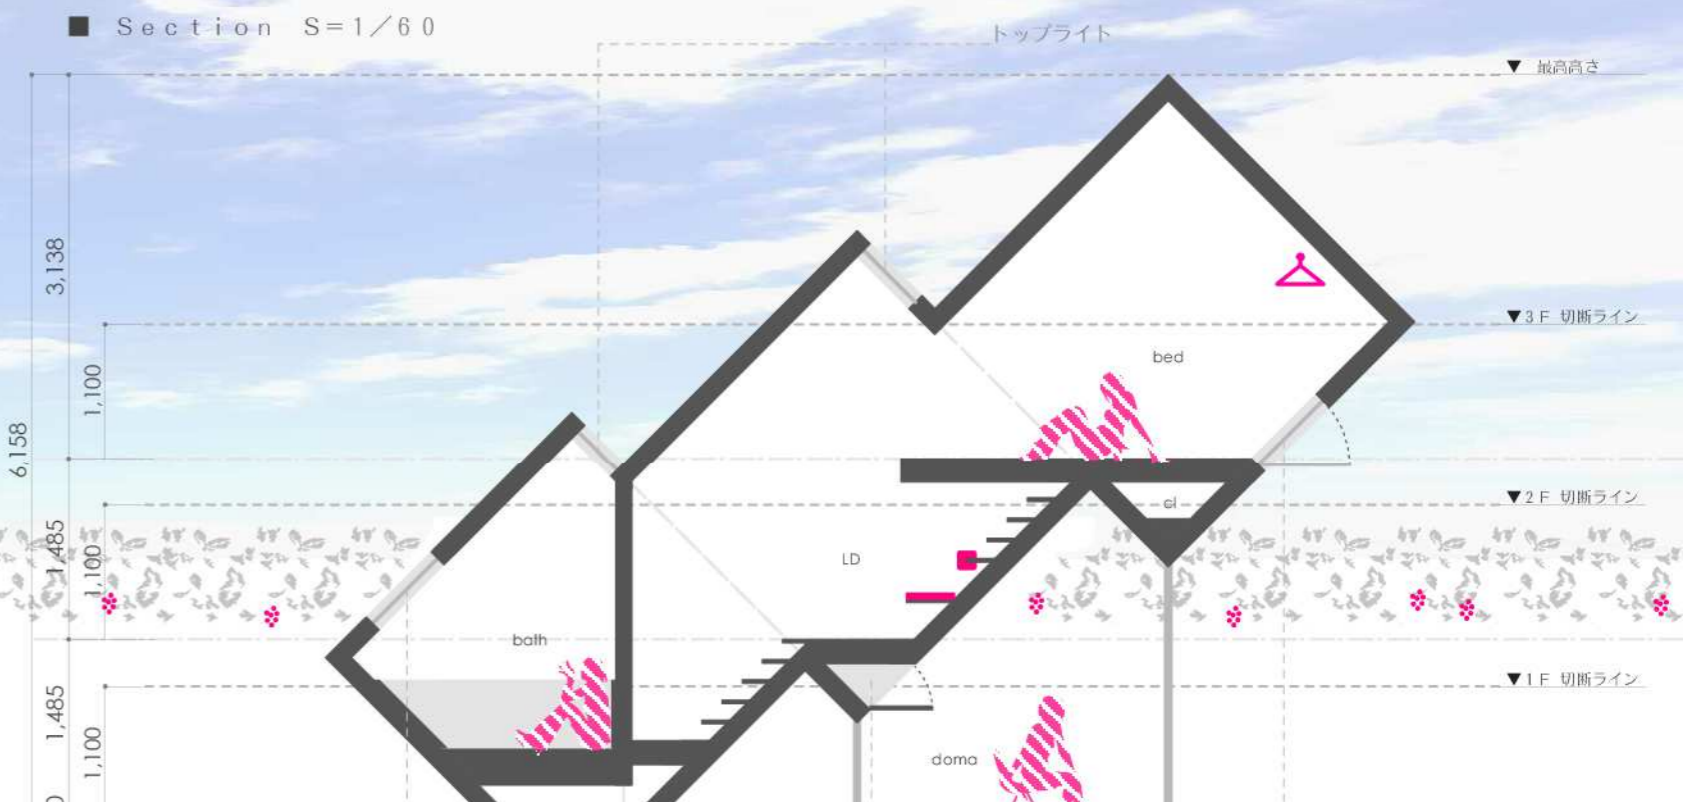 ■ Section S=1/60
トップライト
▼ 最高高さ
3,138
▼3F 切断ライン
bed
1,100
6,158
▼2F 切断ライン
cl
1,485
1,100
LD
bath
▼1F 切断ライン
1,485
1,100
doma